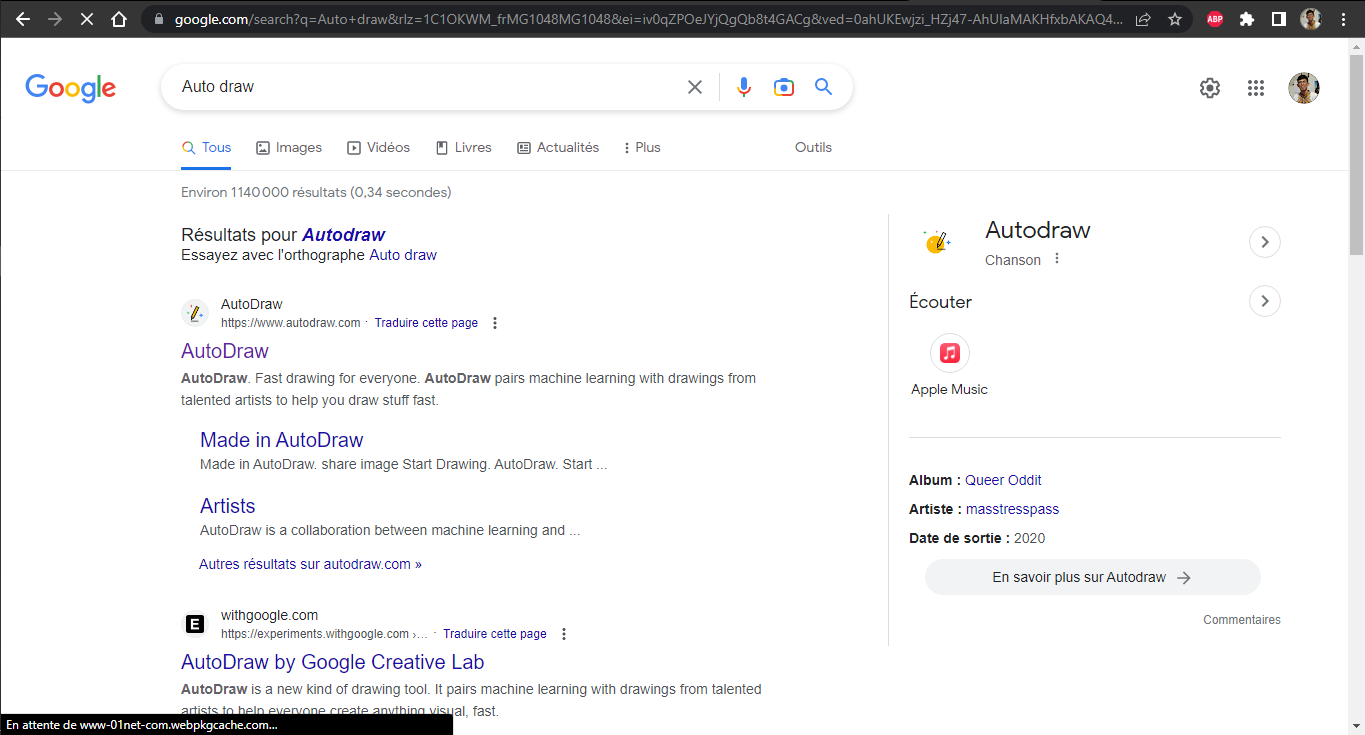 google.com/search?q=Auto+draw&rlz=1C1OKWM_frMG1048MG1048&ei=iv0qZPOeJYjQgQb8t4GACg&ved=0ahUKEwjzi_HZj47-AhUIaMAKHfxbAKAQ4...
ABP
Google
Auto draw
Tous Images Vidéos Livres Actualités Plus Outils
Environ 1 140 000 résultats (0,34 secondes)
Résultats pour Autodraw
Essayez avec l'orthographe Auto draw
AutoDraw
https://www.autodraw.com · Traduire cette page
AutoDraw
AutoDraw. Fast drawing for everyone. AutoDraw pairs machine learning with drawings from
talented artists to help you draw stuff fast.
Made in AutoDraw
Made in AutoDraw. share image Start Drawing. AutoDraw. Start ...
Artists
AutoDraw is a collaboration between machine learning and ...
Autres résultats sur autodraw.com »
E
withgoogle.com
https://experiments.withgoogle.com ›... · Traduire cette page
AutoDraw by Google Creative Lab
AutoDraw is a new kind of drawing tool. It pairs machine learning with drawings from talented
artists to help everyone create anything visual, fast.
En attente de www-01net-com.webpkgcache.com...
Autodraw
Chanson
Écouter
Apple Music
Album : Queer Oddit
Artiste : masstresspass
Date de sortie : 2020
En savoir plus sur Autodraw
Commentaires